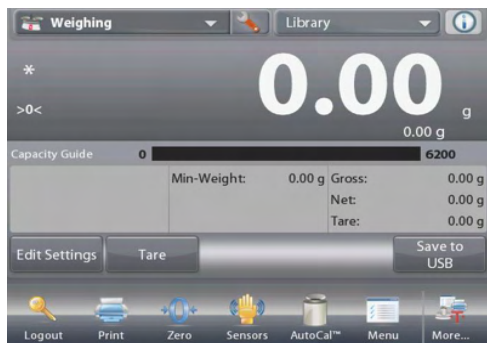 Weighing Library
*
>0<
0.00 g
0.00 g
Capacity Guide 0 6200
Min-Weight: 0.00 g Gross: 0.00 g
Net: 0.00 g
Tare: 0.00 g
Edit Settings Tare Save to
USB
Logout Print Zero Sensors AutoCal™ Menu More...